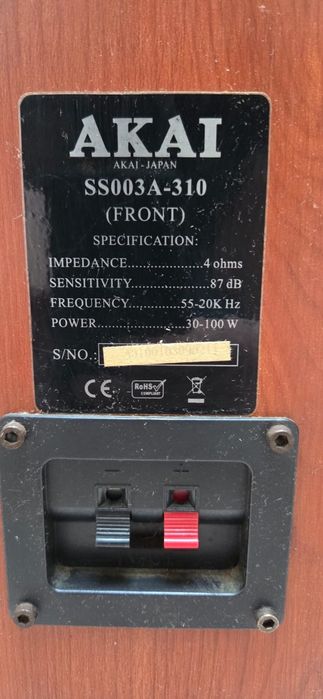 AKAI
AKAI - JAPAN
SS003A-310
(FRONT)
SPECIFICATION:
IMPEDANCE....................4 ohms
SENSITIVITY....................87 dB
FREQUENCY..............55-20K Hz
POWER.......................30-100 W
S/NO.:
CE RoHS
COMPLIANT
- +